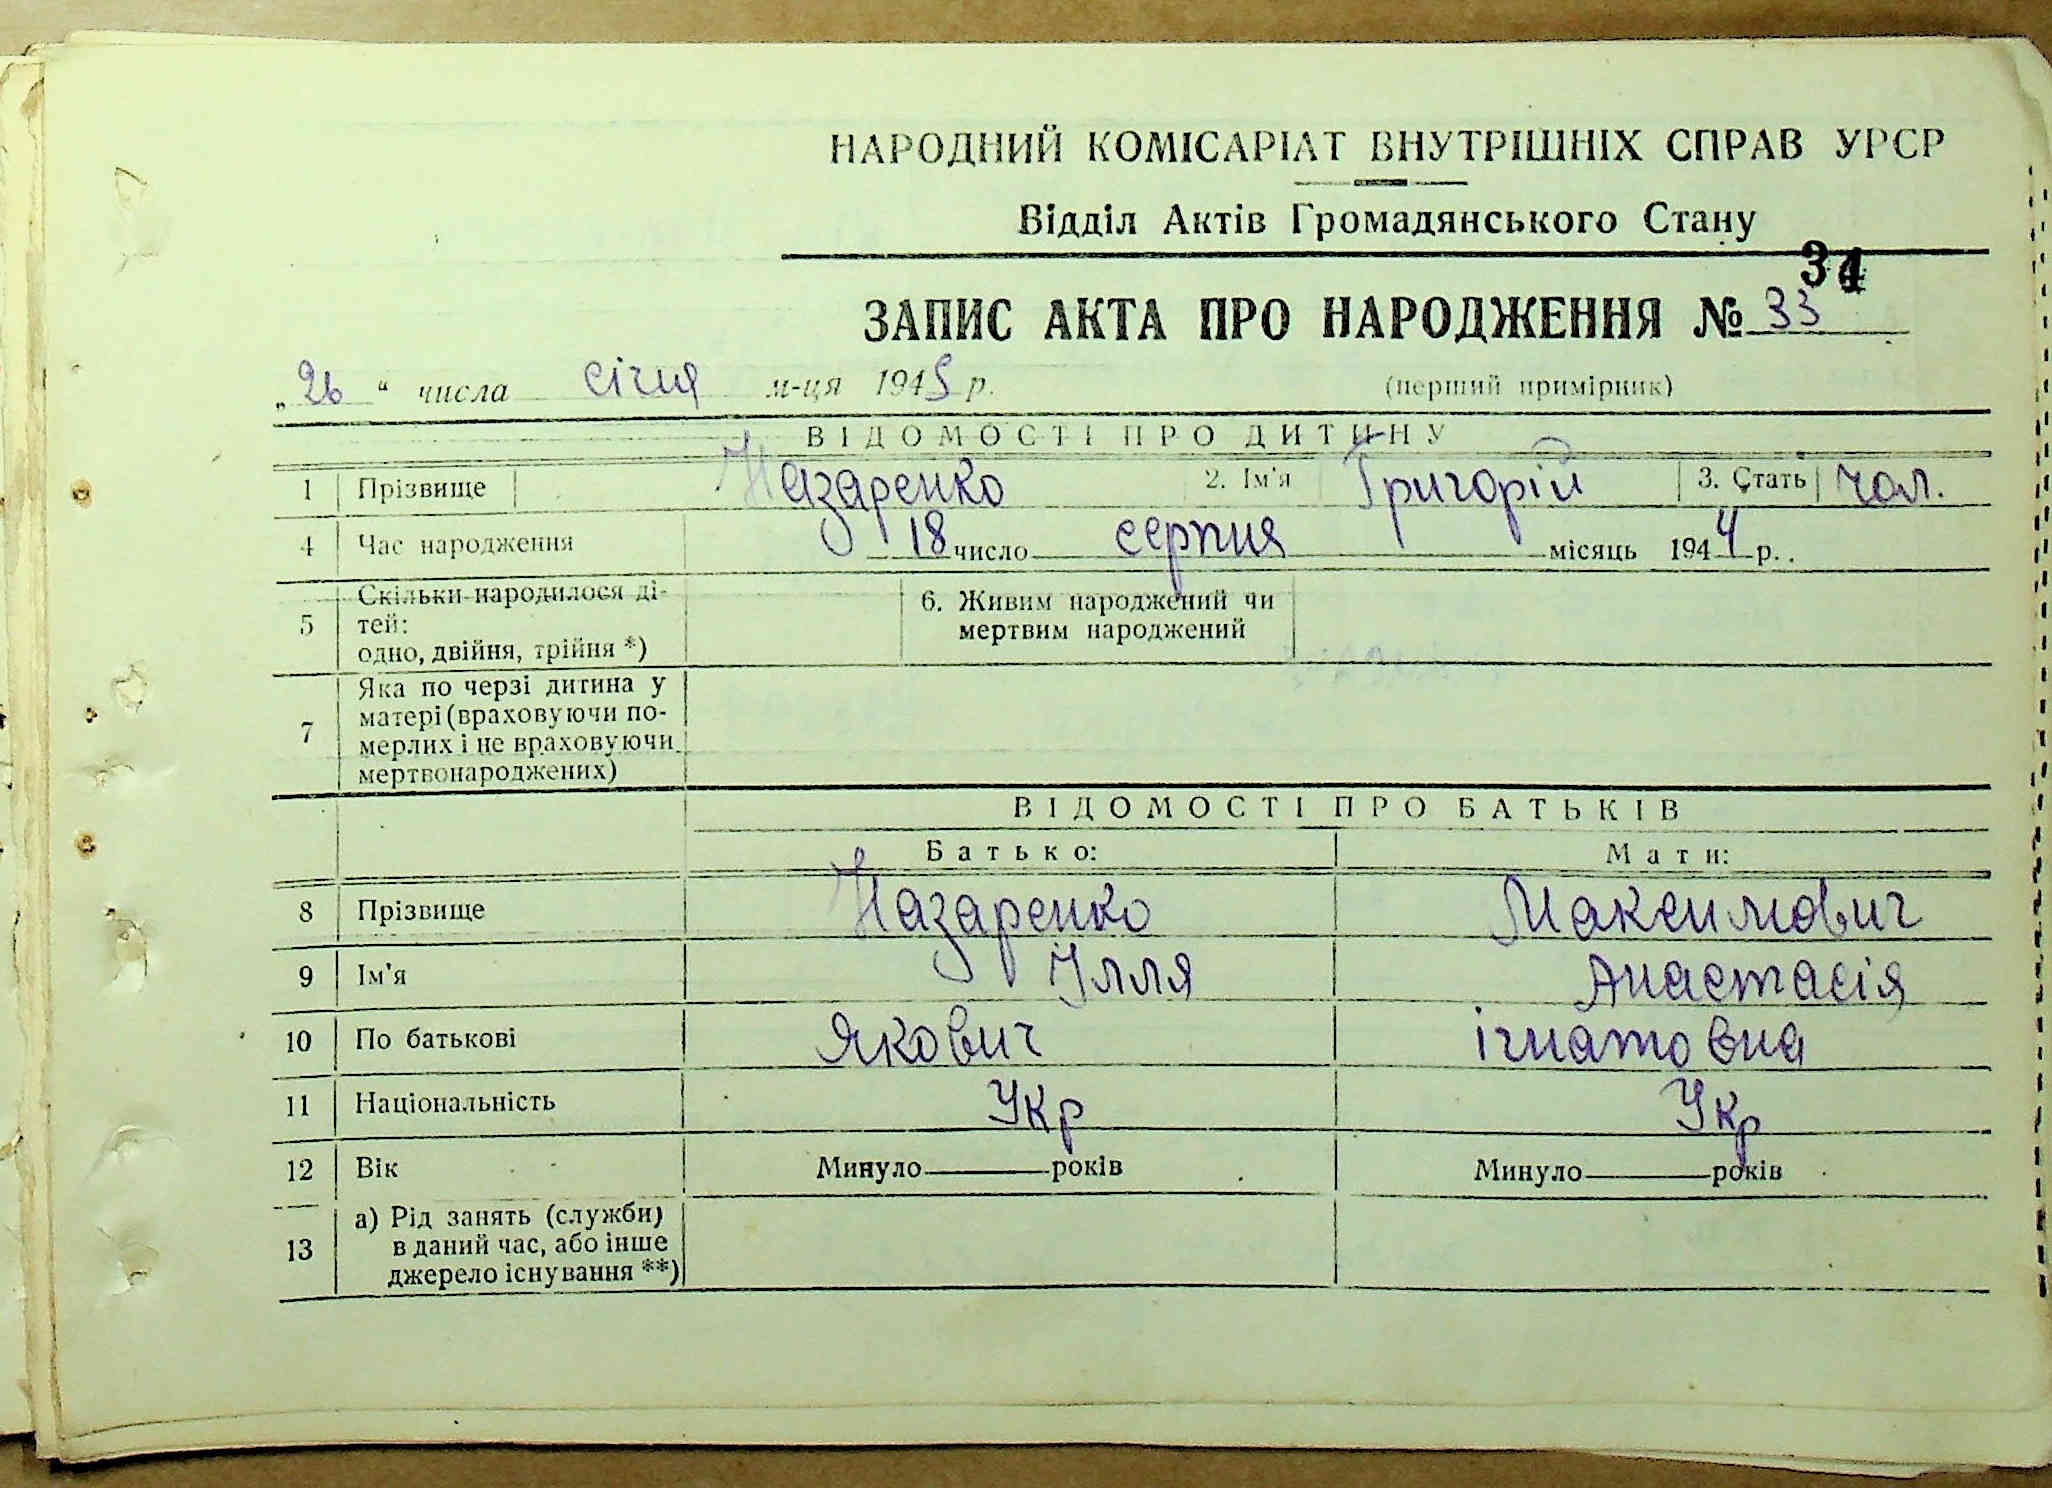 НАРОДНИЙ КОМІСАРІАТ ВНУТРІШНІХ СПРАВ УРСР
Відділ Актів Громадянського Стану
34
ЗАПИС АКТА ПРО НАРОДЖЕННЯ № 33
„26“ числа січня м-ця 1945 р. (перший примірник)
ВІДОМОСТІ ПРО ДИТИНУ
1 Прізвище Назаренко 2. Ім'я Григорій 3. Стать чол.
4 Час народження 18 число серпня місяць 1944 р.
5 Скільки народилося ді-
тей:
одно, двійня, трійня *)
6. Живим народжений чи
мертвим народжений
7 Яка по черзі дитина у
матері (враховуючи по-
мерлих і не враховуючи
мертвонароджених)
ВІДОМОСТІ ПРО БАТЬКІВ
Батько: Мати:
8 Прізвище Назаренко Максимович
9 Ім'я Ілля Анастасія
10 По батькові Якович ігнатовна
11 Національність Укр Укр
12 Вік Минуло років Минуло років
13 а) Рід занять (служби)
в даний час, або інше
джерело існування **)